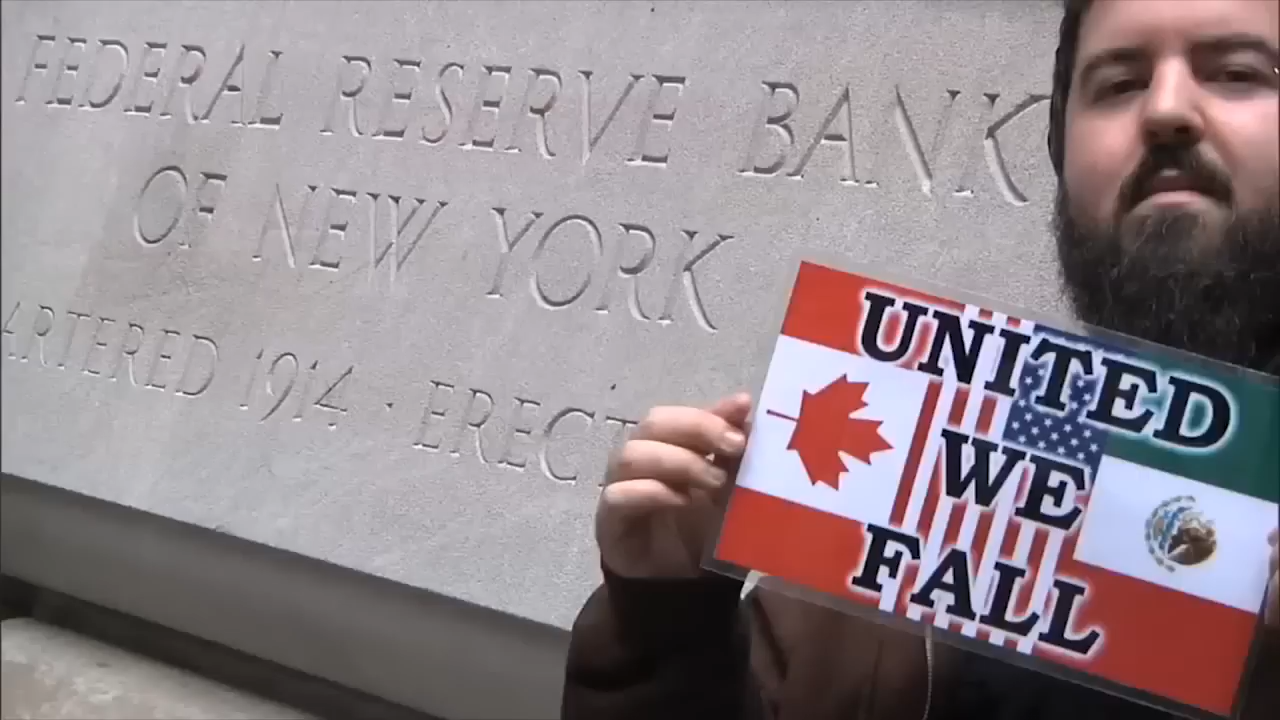 FEDERAL RESERVE BANK
OF NEW YORK
ARTERED 1914 · ERECT
UNITED
WE
FALL